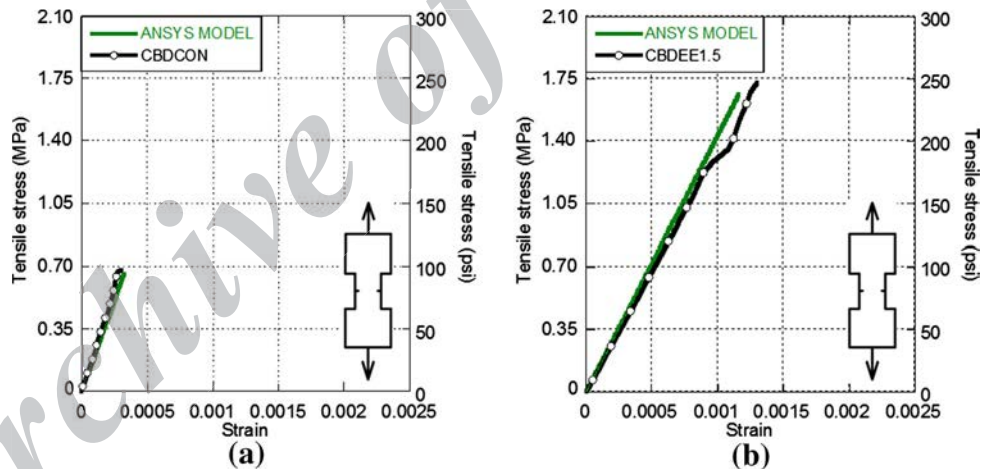 2.10
1.75
1.40
1.05
0.70
0.35
0
Tensile stress (MPa)
ANSYS MODEL
CBDCON
300
250
200
150
100
50
0
Tensile stress (psi)
0 0.0005 0.001 0.0015 0.002 0.0025
Strain
(a)
2.10
1.75
1.40
1.05
0.70
0.35
0
Tensile stress (MPa)
ANSYS MODEL
CBDEE1.5
300
250
200
150
100
50
0
Tensile stress (psi)
0 0.0005 0.001 0.0015 0.002 0.0025
Strain
(b)
rchive of